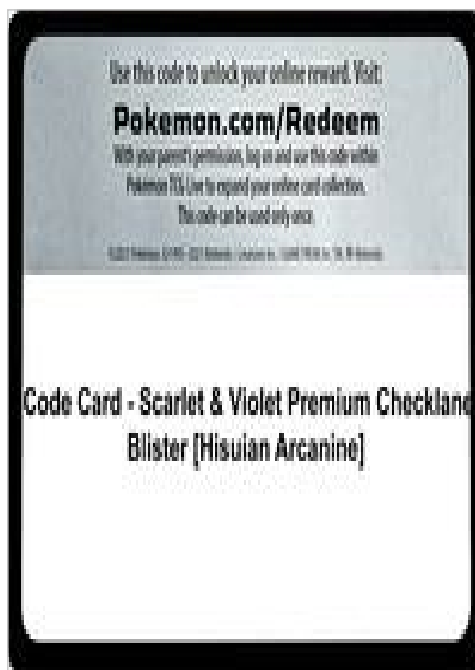 Use this code to unlock your online reward. Visit:
Pokemon.com/Redeem
With your parent's permission, log on and use this code within
Pokémon TCG Live to expand your online card collection.
This code can be used only once.
Code Card - Scarlet & Violet Premium Checklane
Blister [Hisuian Arcanine]